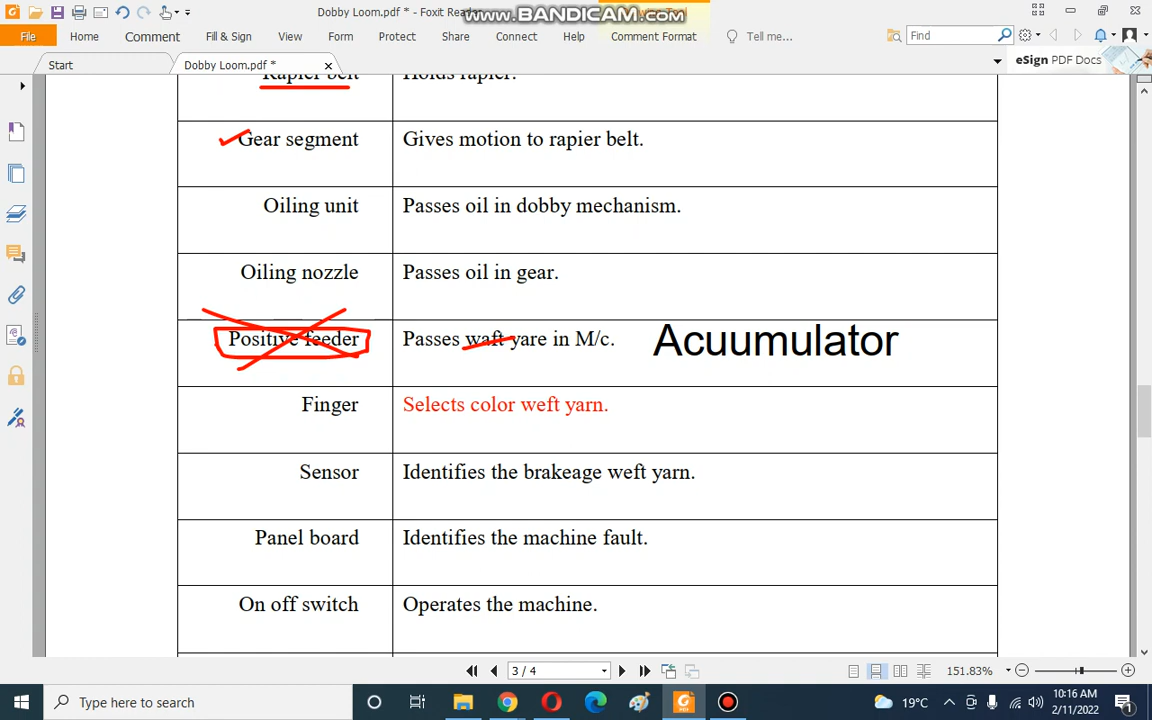 Dobby Loom.pdf * - Foxit Reader
www.BANDICAM.com
File
Home
Comment
Fill & Sign
View
Form
Protect
Share
Connect
Help
Comment Format
Tell me...
Find
Start
Dobby Loom.pdf *
eSign PDF Docs
Rapier belt Holds rapier.
Gear segment Gives motion to rapier belt.
Oiling unit Passes oil in dobby mechanism.
Oiling nozzle Passes oil in gear.
Positive feeder Passes waft yare in M/c. Acuumulator
Finger Selects color weft yarn.
Sensor Identifies the brakeage weft yarn.
Panel board Identifies the machine fault.
On off switch Operates the machine.
3 / 4
151.83%
Type here to search
19°C
10:16 AM
2/11/2022
1